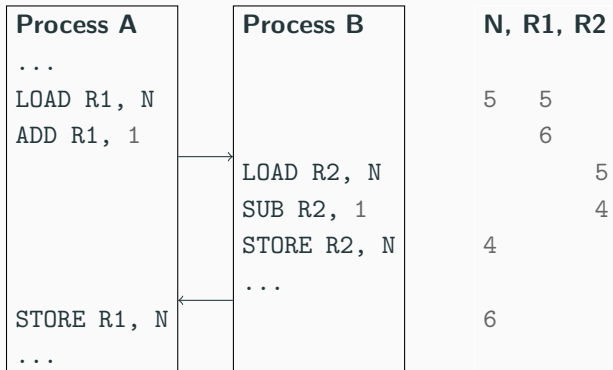 Process A Process B N, R1, R2
...
LOAD R1, N 5 5
ADD R1, 1 6
LOAD R2, N 5
SUB R2, 1 4
STORE R2, N 4
...
STORE R1, N 6
...